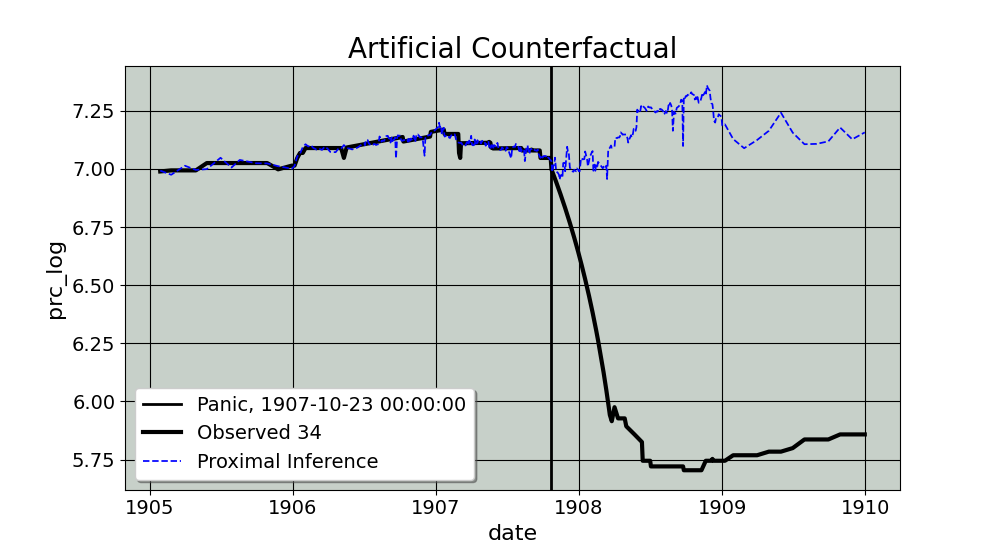 Artificial Counterfactual
prc_log
7.25
7.00
6.75
6.50
6.25
6.00
5.75
Panic, 1907-10-23 00:00:00
Observed 34
Proximal Inference
1905 1906 1907 1908 1909 1910
date